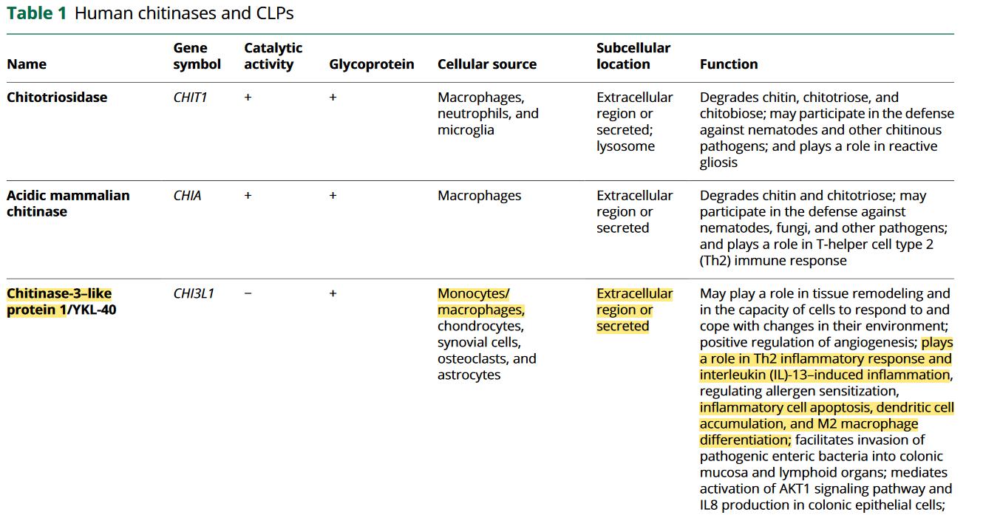 Table 1 Human chitinases and CLPs
Name
Gene
symbol
Catalytic
activity
Glycoprotein
Cellular source
Subcellular
location
Function
Chitotriosidase
CHIT1
+
+
Macrophages,
neutrophils, and
microglia
Extracellular
region or
secreted;
lysosome
Degrades chitin, chitotriose, and
chitobiose; may participate in the defense
against nematodes and other chitinous
pathogens; and plays a role in reactive
gliosis
Acidic mammalian
chitinase
CHIA
+
+
Macrophages
Extracellular
region or
secreted
Degrades chitin and chitotriose; may
participate in the defense against
nematodes, fungi, and other pathogens;
and plays a role in T-helper cell type 2
(Th2) immune response
Chitinase-3–like
protein 1/YKL-40
CHI3L1
−
+
Monocytes/
macrophages,
chondrocytes,
synovial cells,
osteoclasts, and
astrocytes
Extracellular
region or
secreted
May play a role in tissue remodeling and
in the capacity of cells to respond to and
cope with changes in their environment;
positive regulation of angiogenesis; plays
a role in Th2 inflammatory response and
interleukin (IL)-13–induced inflammation,
regulating allergen sensitization,
inflammatory cell apoptosis, dendritic cell
accumulation, and M2 macrophage
differentiation; facilitates invasion of
pathogenic enteric bacteria into colonic
mucosa and lymphoid organs; mediates
activation of AKT1 signaling pathway and
IL8 production in colonic epithelial cells;